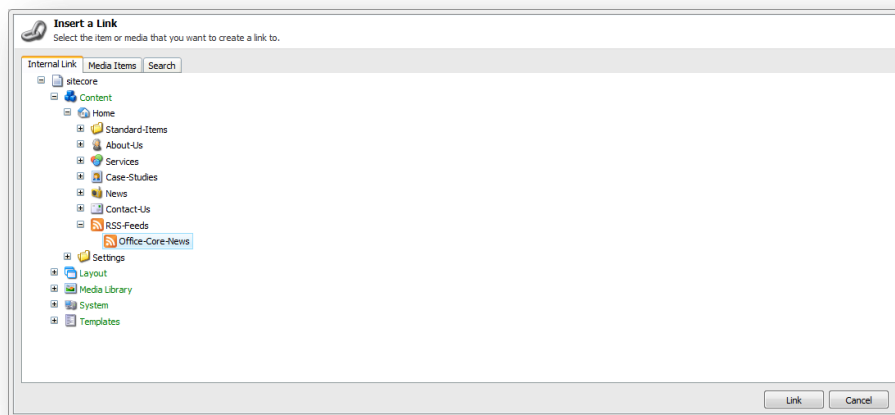 Insert a Link
Select the item or media that you want to create a link to.
Internal Link Media Items Search
sitecore
Content
Home
Standard-Items
About-Us
Services
Case-Studies
News
Contact-Us
RSS-Feeds
Office-Core-News
Settings
Layout
Media Library
System
Templates
Link Cancel